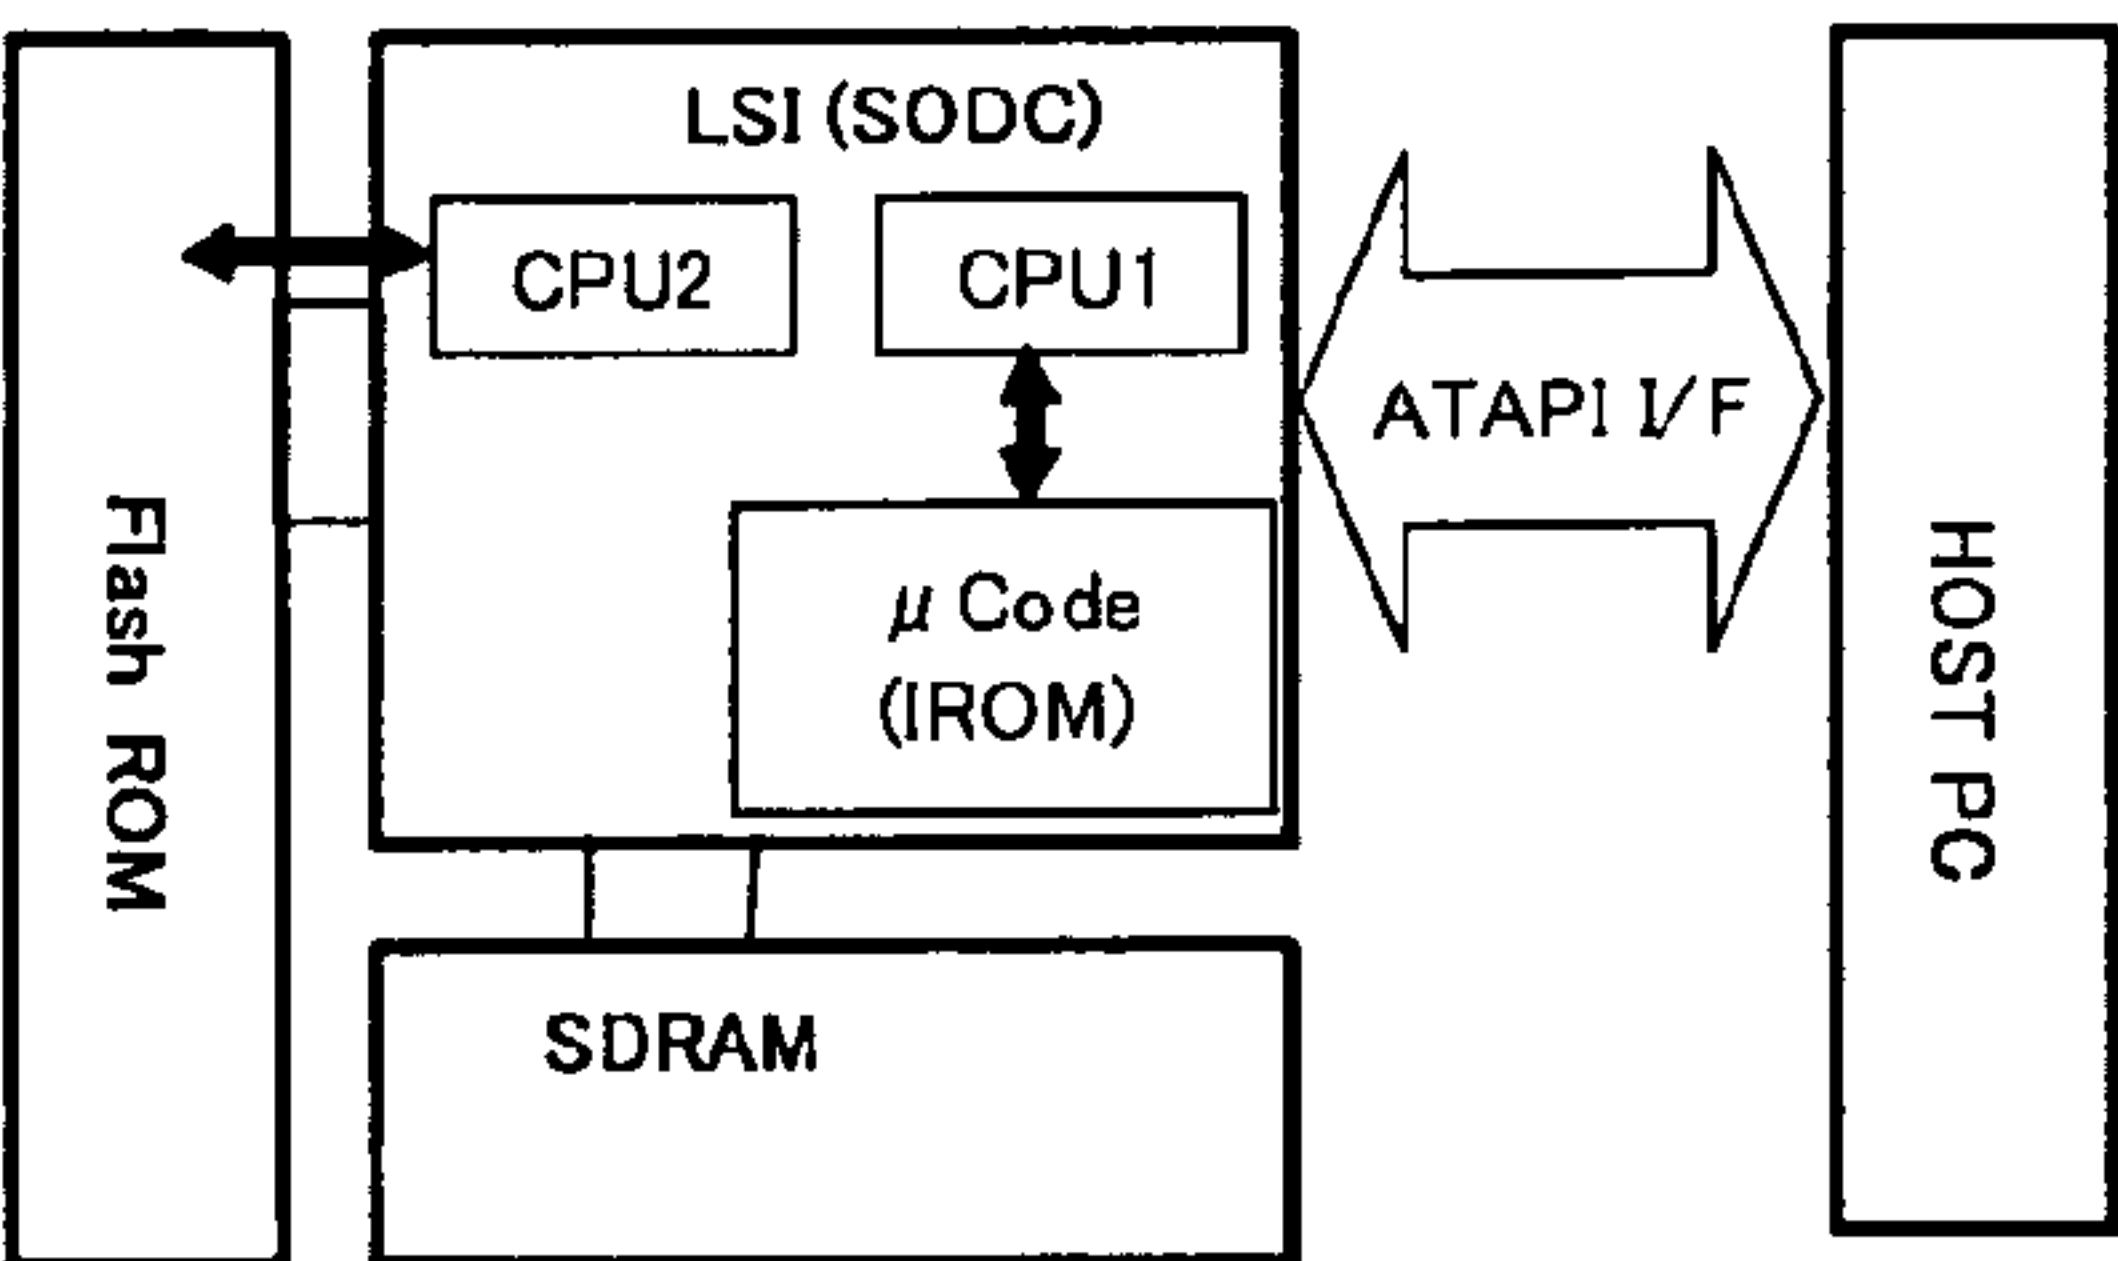 LSI (SODC)
CPU2
CPU1
ATAPI I/F
μ Code
(IROM)
Flash ROM
HOST PC
SDRAM